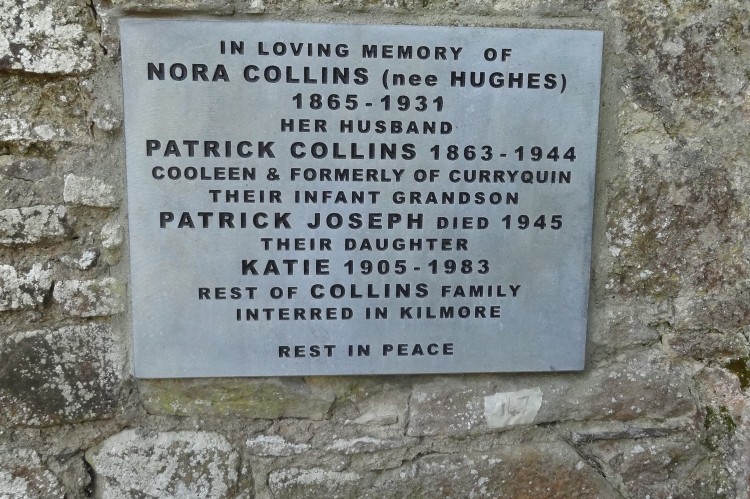 IN LOVING MEMORY OF
NORA COLLINS (nee HUGHES)
1865 - 1931
HER HUSBAND
PATRICK COLLINS 1863 - 1944
COOLEEN & FORMERLY OF CURRYQUIN
THEIR INFANT GRANDSON
PATRICK JOSEPH DIED 1945
THEIR DAUGHTER
KATIE 1905 - 1983
REST OF COLLINS FAMILY
INTERRED IN KILMORE
REST IN PEACE
147